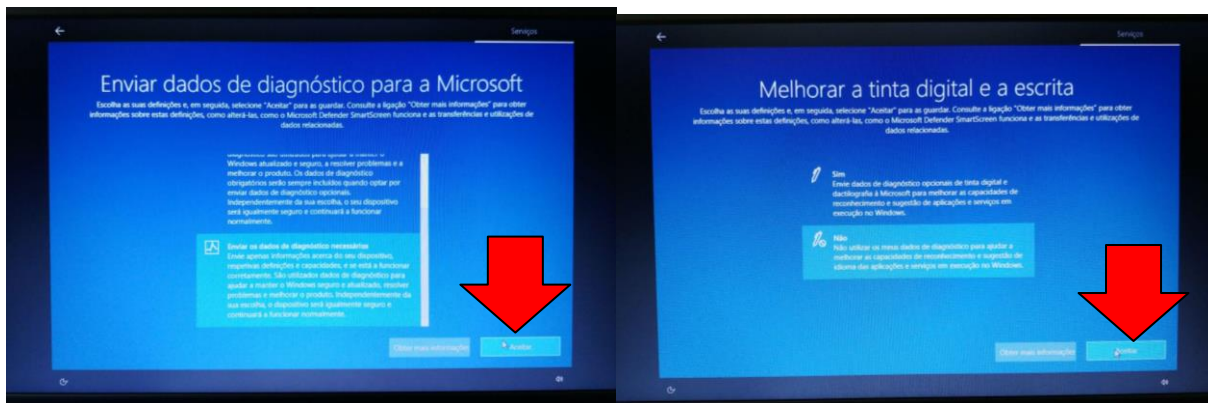 Serviços
Enviar dados de diagnóstico para a Microsoft
Escolha as suas definições e, em seguida, selecione "Aceitar" para as guardar. Consulte a ligação "Obter mais informações" para obter
informações sobre estas definições, como alterá-las, como o Microsoft Defender SmartScreen funciona e as transferências e utilizações de
dados relacionadas.
diagnóstico são utilizados para ajudar a manter o
Windows atualizado e seguro, a resolver problemas e a
melhorar o produto. Os dados de diagnóstico
obrigatórios serão sempre incluídos quando optar por
enviar dados de diagnóstico opcionais.
Independentemente da sua escolha, o seu dispositivo
será igualmente seguro e continuará a funcionar
normalmente.
Enviar os dados de diagnóstico necessários
Envie apenas informações acerca do seu dispositivo,
respetivas definições e capacidades, e se está a funcionar
corretamente. São utilizados dados de diagnóstico para
ajudar a manter o Windows seguro e atualizado, resolver
problemas e melhorar o produto. Independentemente da
sua escolha, o dispositivo será igualmente seguro e
continuará a funcionar normalmente.
Obter mais informações
Aceitar
Serviços
Melhorar a tinta digital e a escrita
Escolha as suas definições e, em seguida, selecione "Aceitar" para as guardar. Consulte a ligação "Obter mais informações" para obter
informações sobre estas definições, como alterá-las, como o Microsoft Defender SmartScreen funciona e as transferências e utilizações de
dados relacionadas.
Sim
Envie dados de diagnóstico opcionais de tinta digital e
dactilografia à Microsoft para melhorar as capacidades de
reconhecimento e sugestão de aplicações e serviços em
execução no Windows.
Não
Não utilizar os meus dados de diagnóstico para ajudar a
melhorar as capacidades de reconhecimento e sugestão de
idioma das aplicações e serviços em execução no Windows.
Obter mais informações
Aceitar